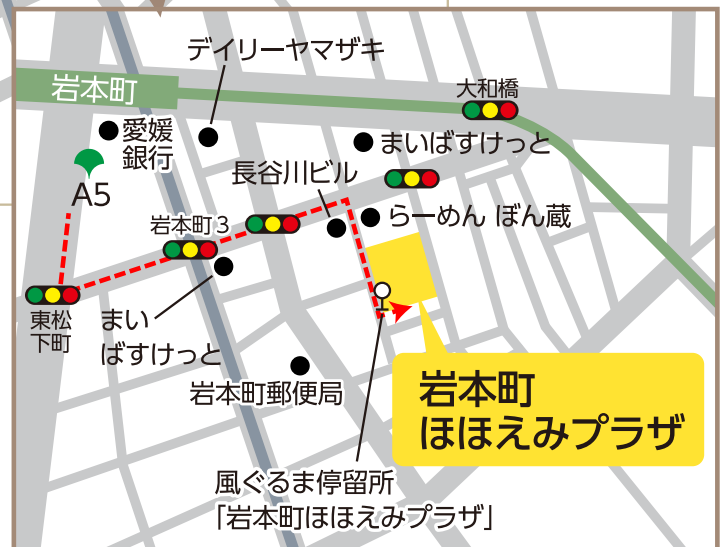 デイリーヤマザキ
岩本町
大和橋
愛媛
銀行
まいばすけっと
A5
長谷川ビル
岩本町3
らーめん ぼん蔵
東松
下町
まい
ばすけっと
岩本町郵便局
岩本町
ほほえみプラザ
風ぐるま停留所
「岩本町ほほえみプラザ」